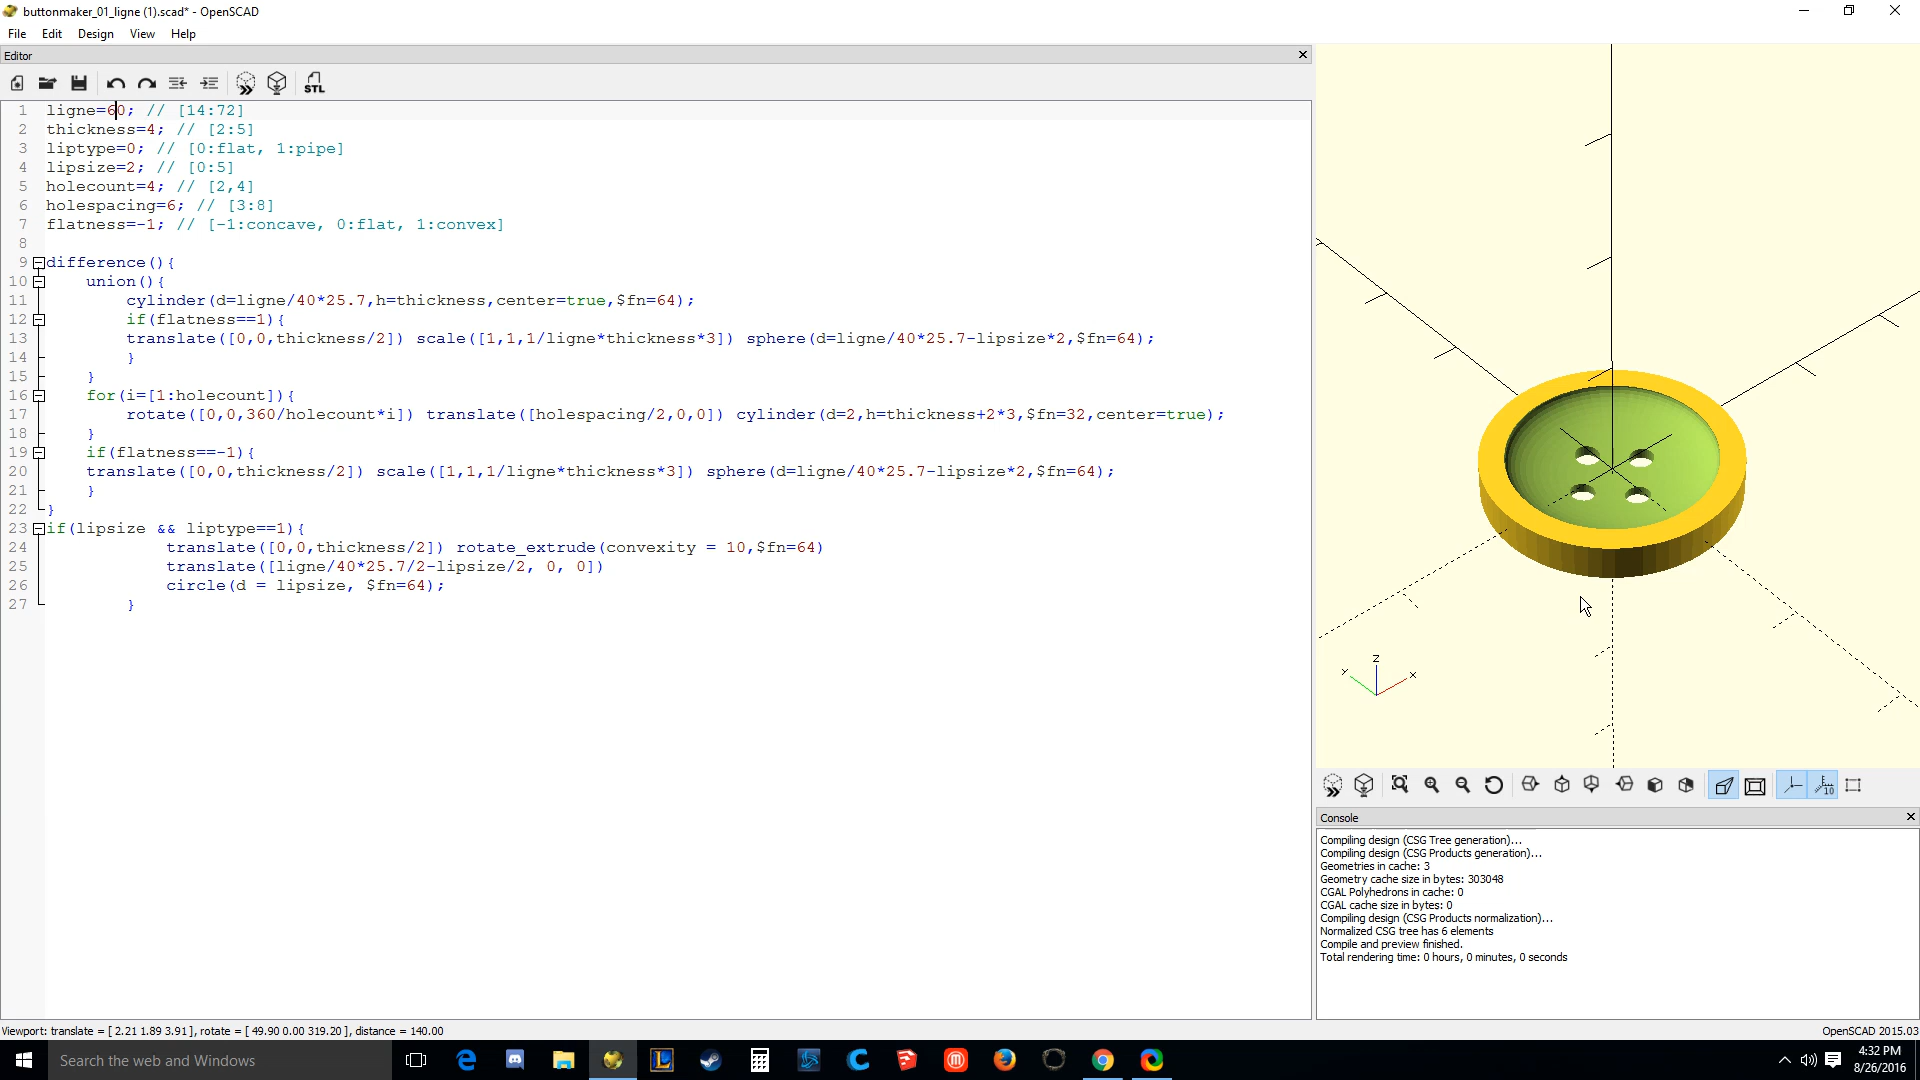 buttonmaker_01_ligne (1).scad* - OpenSCAD
File Edit Design View Help
Editor
STL
1 ligne=60; // [14:72]
2 thickness=4; // [2:5]
3 liptype=0; // [0:flat, 1:pipe]
4 lipsize=2; // [0:5]
5 holecount=4; // [2,4]
6 holespacing=6; // [3:8]
7 flatness=-1; // [-1:concave, 0:flat, 1:convex]
8
9 difference(){
10 union(){
11 cylinder(d=ligne/40*25.7,h=thickness,center=true,$fn=64);
12 if(flatness==1){
13 translate([0,0,thickness/2]) scale([1,1,1/ligne*thickness*3]) sphere(d=ligne/40*25.7-lipsize*2,$fn=64);
14 }
15 }
16 for(i=[1:holecount]){
17 rotate([0,0,360/holecount*i]) translate([holespacing/2,0,0]) cylinder(d=2,h=thickness+2*3,$fn=32,center=true);
18 }
19 if(flatness==-1){
20 translate([0,0,thickness/2]) scale([1,1,1/ligne*thickness*3]) sphere(d=ligne/40*25.7-lipsize*2,$fn=64);
21 }
22 }
23 if(lipsize && liptype==1){
24 translate([0,0,thickness/2]) rotate_extrude(convexity = 10,$fn=64)
25 translate([ligne/40*25.7/2-lipsize/2, 0, 0])
26 circle(d = lipsize, $fn=64);
27 }
z
y
x
10
Console
Compiling design (CSG Tree generation)...
Compiling design (CSG Products generation)...
Geometries in cache: 3
Geometry cache size in bytes: 303048
CGAL Polyhedrons in cache: 0
CGAL cache size in bytes: 0
Compiling design (CSG Products normalization)...
Normalized CSG tree has 6 elements
Compile and preview finished.
Total rendering time: 0 hours, 0 minutes, 0 seconds
Viewport: translate = [ 2.21 1.89 3.91 ], rotate = [ 49.90 0.00 319.20 ], distance = 140.00
OpenSCAD 2015.03
Search the web and Windows
4:32 PM
8/26/2016